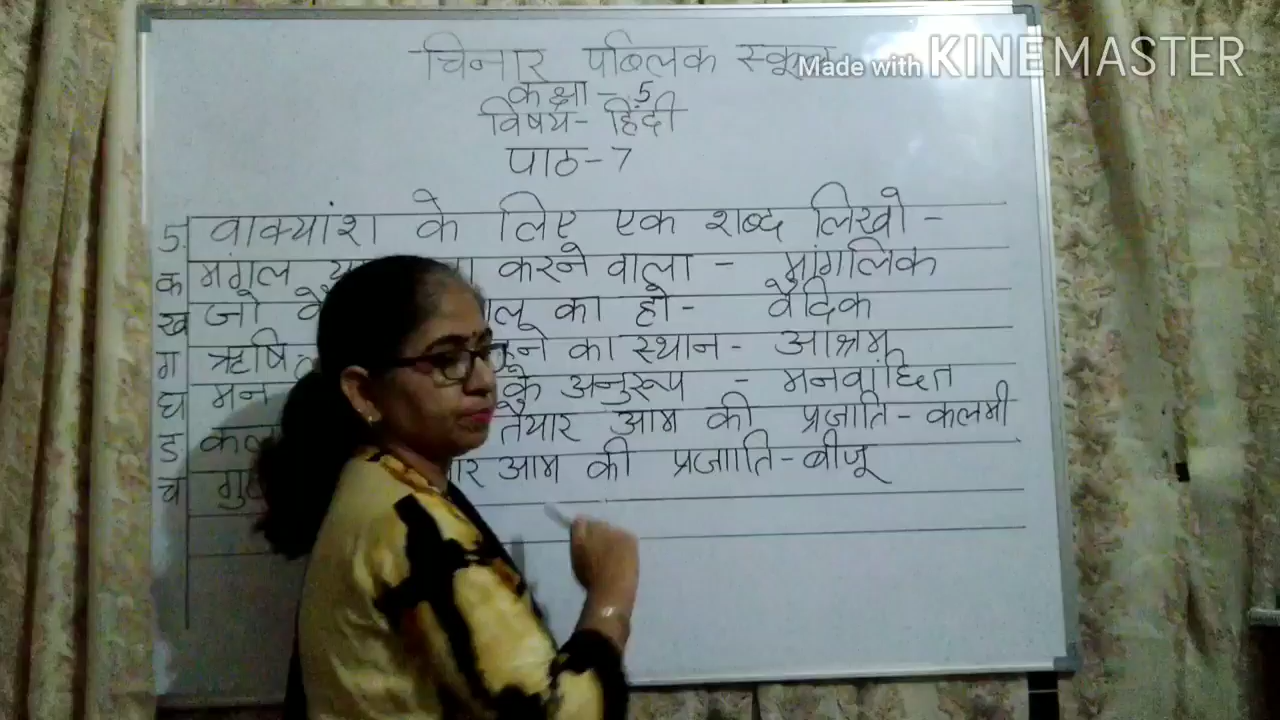 चिनार पब्लिक स्कूल
Made with KINEMASTER
कक्षा - 5
विषय - हिंदी
पाठ - 7
5. वाक्यांश के लिए एक शब्द लिखो -
क मंगल करने वाला - मांगलिक
ख जो का हो - वैदिक
ग ऋषि का स्थान - आश्रम
घ मन के अनुरूप - मनवांछित
ङ तैयार आम की प्रजाति - कलमी
च आम की प्रजाति - बीजू